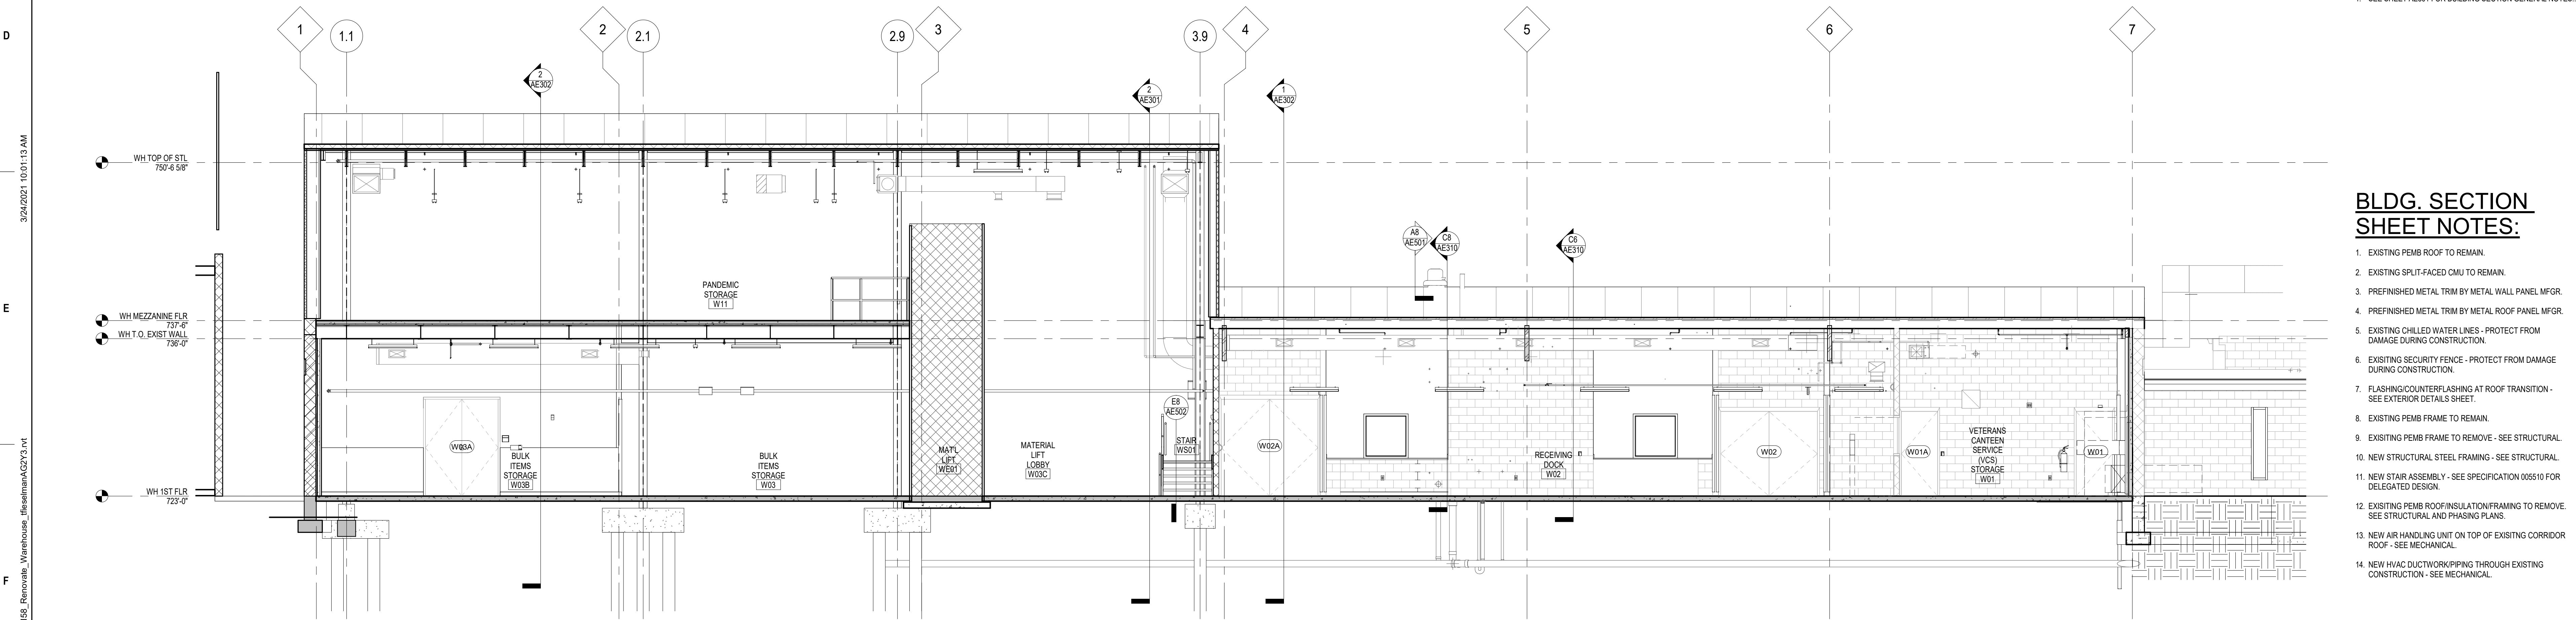 D
E
F
3/24/2021 10:01:13 AM
358_Renovate_Warehouse_tfleselmanAG2Y3.rvt
1
1.1
2
2.1
2.9
3
3.9
4
5
6
7
2
AE302
2
AE301
1
AE302
A8
AE501
C8
AE310
C6
AE310
E8
AE502
WH TOP OF STL
750'-6 5/8"
WH MEZZANINE FLR
737'-6"
WH T.O. EXIST WALL
736'-0"
WH 1ST FLR
723'-0"
PANDEMIC
STORAGE
W11
W03A
BULK
ITEMS
STORAGE
W03B
BULK
ITEMS
STORAGE
W03
MAT'L
LIFT
WE01
MATERIAL
LIFT
LOBBY
W03C
STAIR
WS01
W02A
RECEIVING
DOCK
W02
W02
W01A
VETERANS
CANTEEN
SERVICE
(VCS)
STORAGE
W01
W01
BLDG. SECTION
SHEET NOTES:
1. EXISTING PEMB ROOF TO REMAIN.
2. EXISTING SPLIT-FACED CMU TO REMAIN.
3. PREFINISHED METAL TRIM BY METAL WALL PANEL MFGR.
4. PREFINISHED METAL TRIM BY METAL ROOF PANEL MFGR.
5. EXISTING CHILLED WATER LINES - PROTECT FROM
DAMAGE DURING CONSTRUCTION.
6. EXISITING SECURITY FENCE - PROTECT FROM DAMAGE
DURING CONSTRUCTION.
7. FLASHING/COUNTERFLASHING AT ROOF TRANSITION -
SEE EXTERIOR DETAILS SHEET.
8. EXISTING PEMB FRAME TO REMAIN.
9. EXISITING PEMB FRAME TO REMOVE - SEE STRUCTURAL.
10. NEW STRUCTURAL STEEL FRAMING - SEE STRUCTURAL.
11. NEW STAIR ASSEMBLY - SEE SPECIFICATION 005510 FOR
DELEGATED DESIGN.
12. EXISITING PEMB ROOF/INSULATION/FRAMING TO REMOVE.
SEE STRUCTURAL AND PHASING PLANS.
13. NEW AIR HANDLING UNIT ON TOP OF EXISITNG CORRIDOR
ROOF - SEE MECHANICAL.
14. NEW HVAC DUCTWORK/PIPING THROUGH EXISTING
CONSTRUCTION - SEE MECHANICAL.